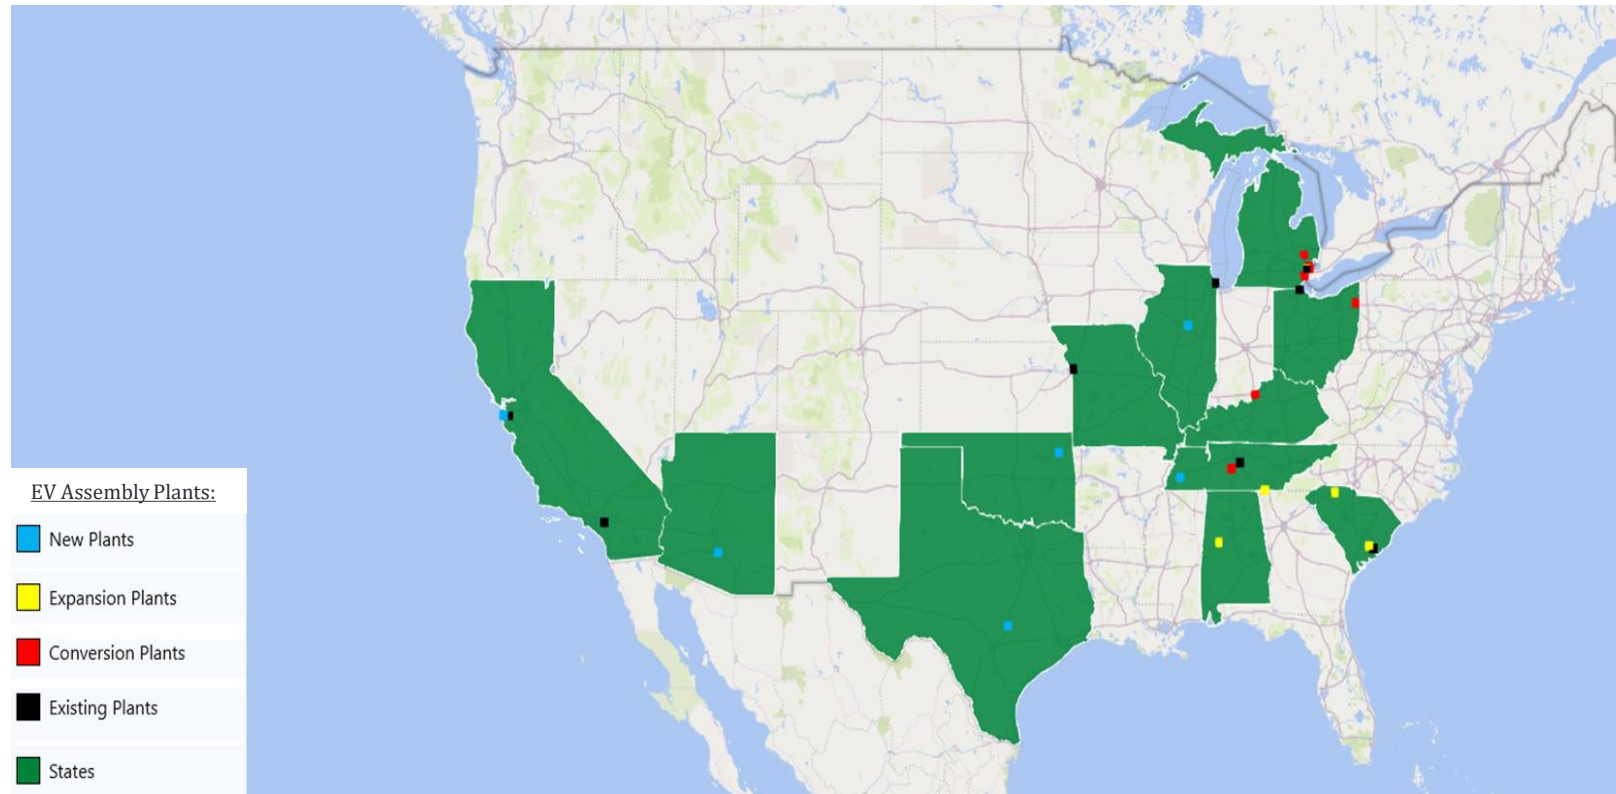 EV Assembly Plants:
New Plants
Expansion Plants
Conversion Plants
Existing Plants
States